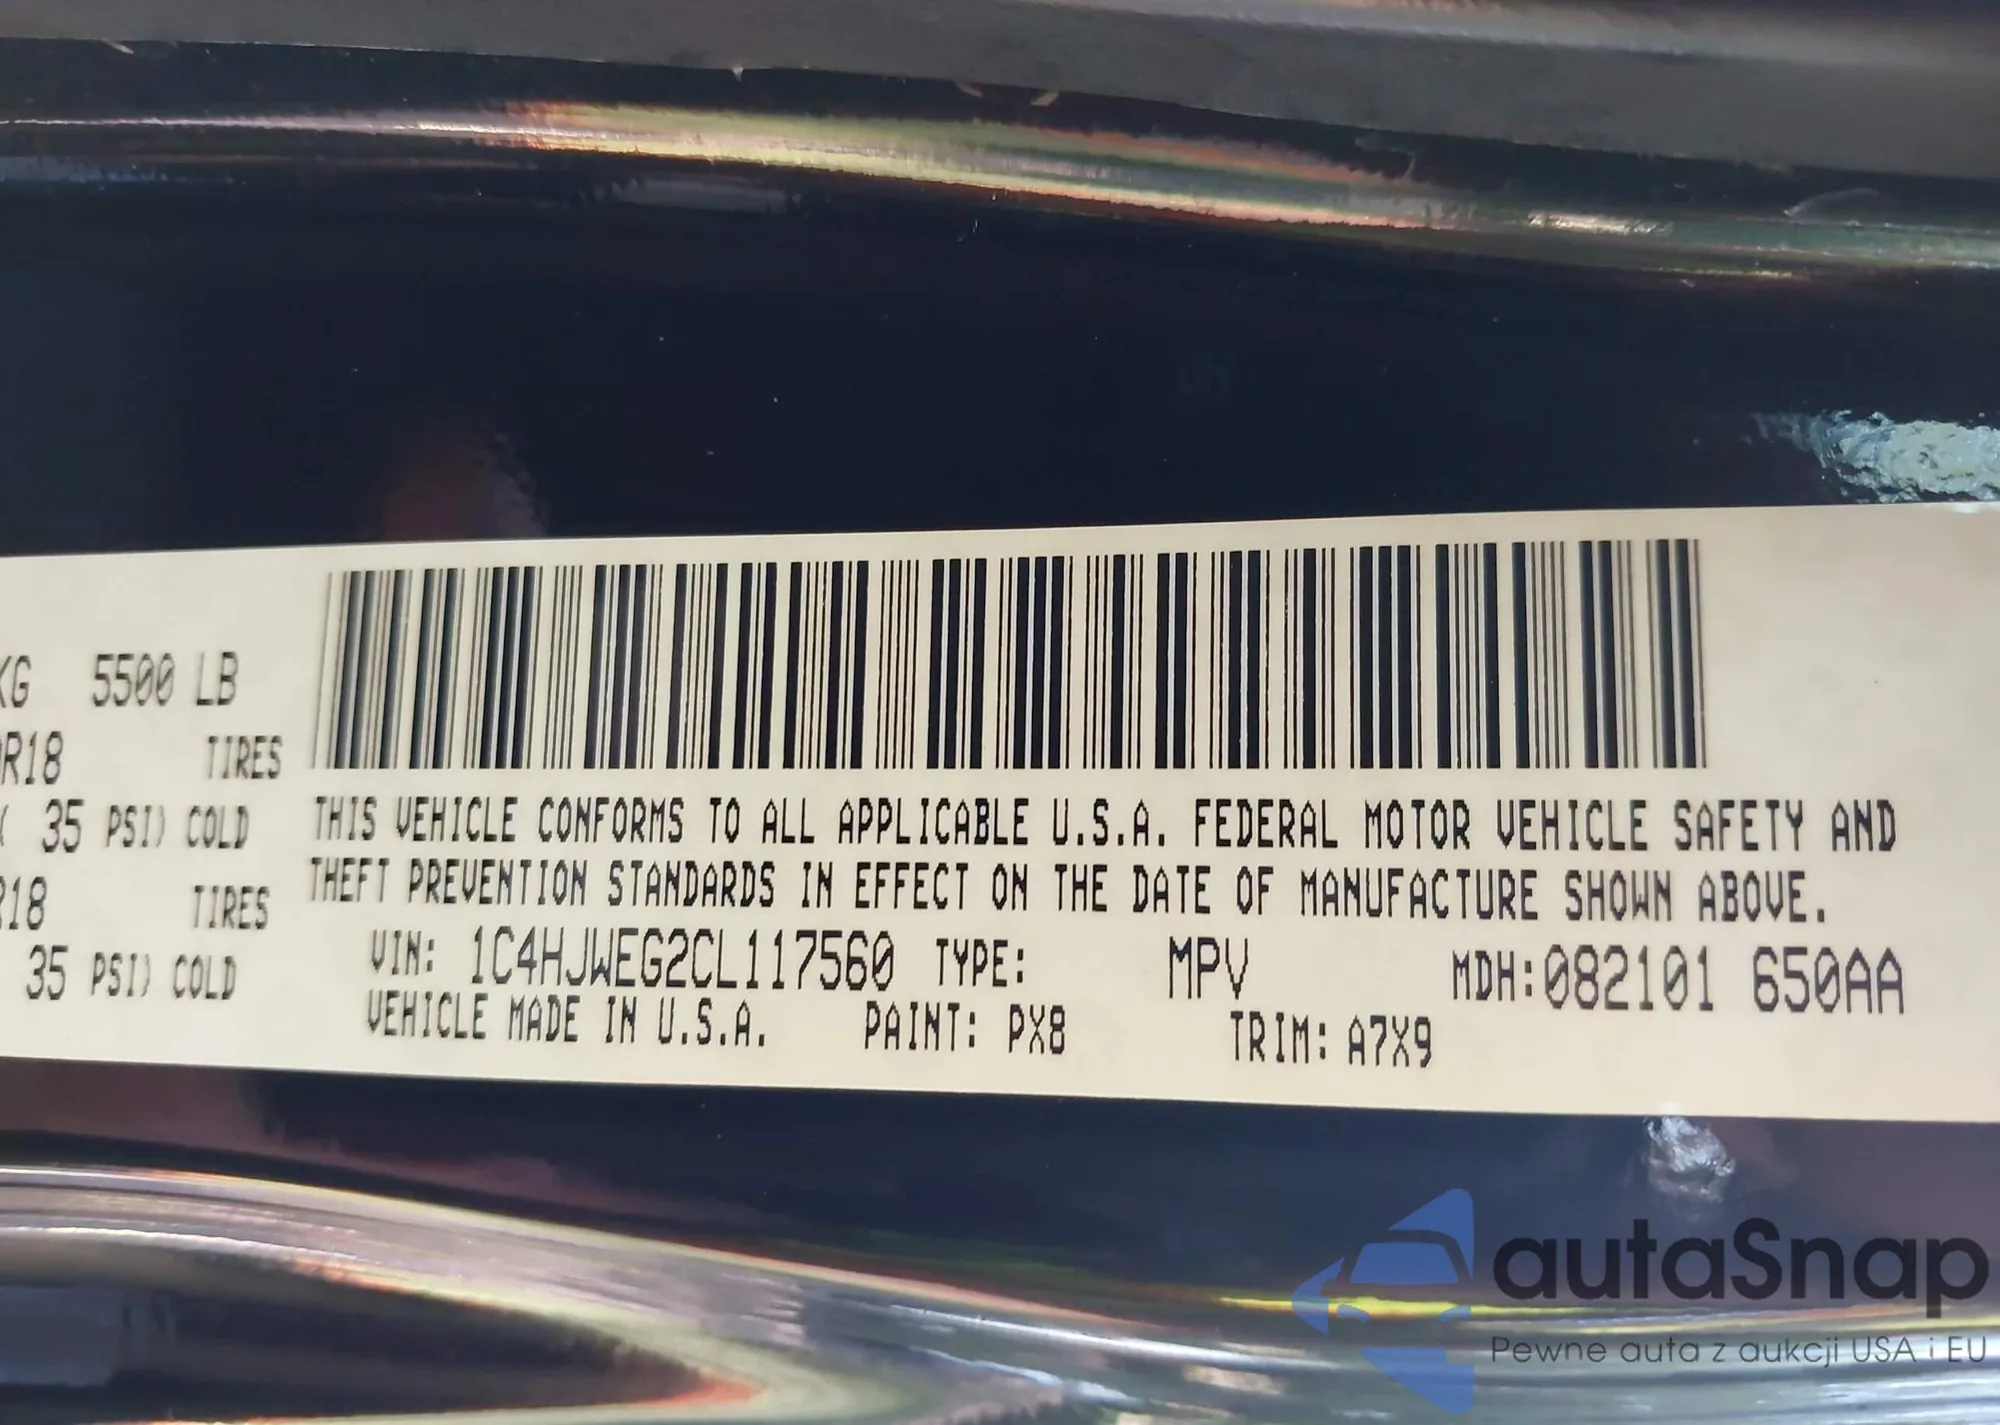 KG 5500 LB
R18 TIRES
35 PSI) COLD
R18 TIRES
35 PSI) COLD
THIS VEHICLE CONFORMS TO ALL APPLICABLE U.S.A. FEDERAL MOTOR VEHICLE SAFETY AND
THEFT PREVENTION STANDARDS IN EFFECT ON THE DATE OF MANUFACTURE SHOWN ABOVE.
VIN: 1C4HJWEG2CL117560 TYPE: MPV MDH:082101 650AA
VEHICLE MADE IN U.S.A. PAINT: PX8 TRIM: A7X9
autaSnap
Pewne auta z aukcji USA i EU